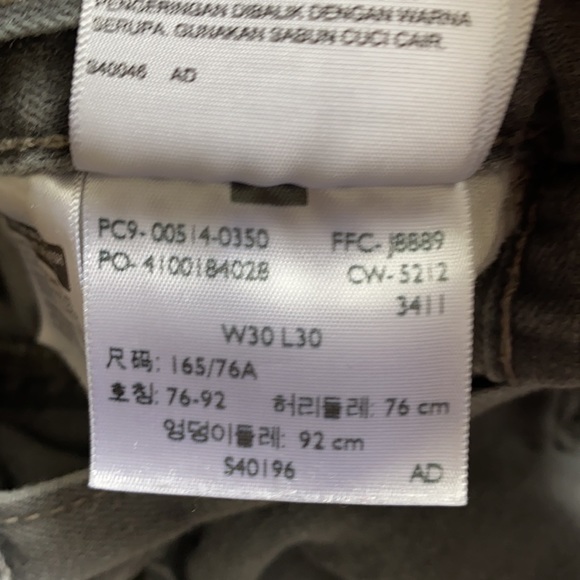 PENGERINGAN DIBALIK DENGAN WARNA
SERUPA. GUNAKAN SABUN CUCI CAIR.
S40046 AD
PC9-00514-0350 FFC-J8889
PO-4100184028 CW-5212
3411
W30 L30
尺码: 165/76A
호칭: 76-92 허리둘레: 76 cm
엉덩이둘레: 92 cm
S40196 AD